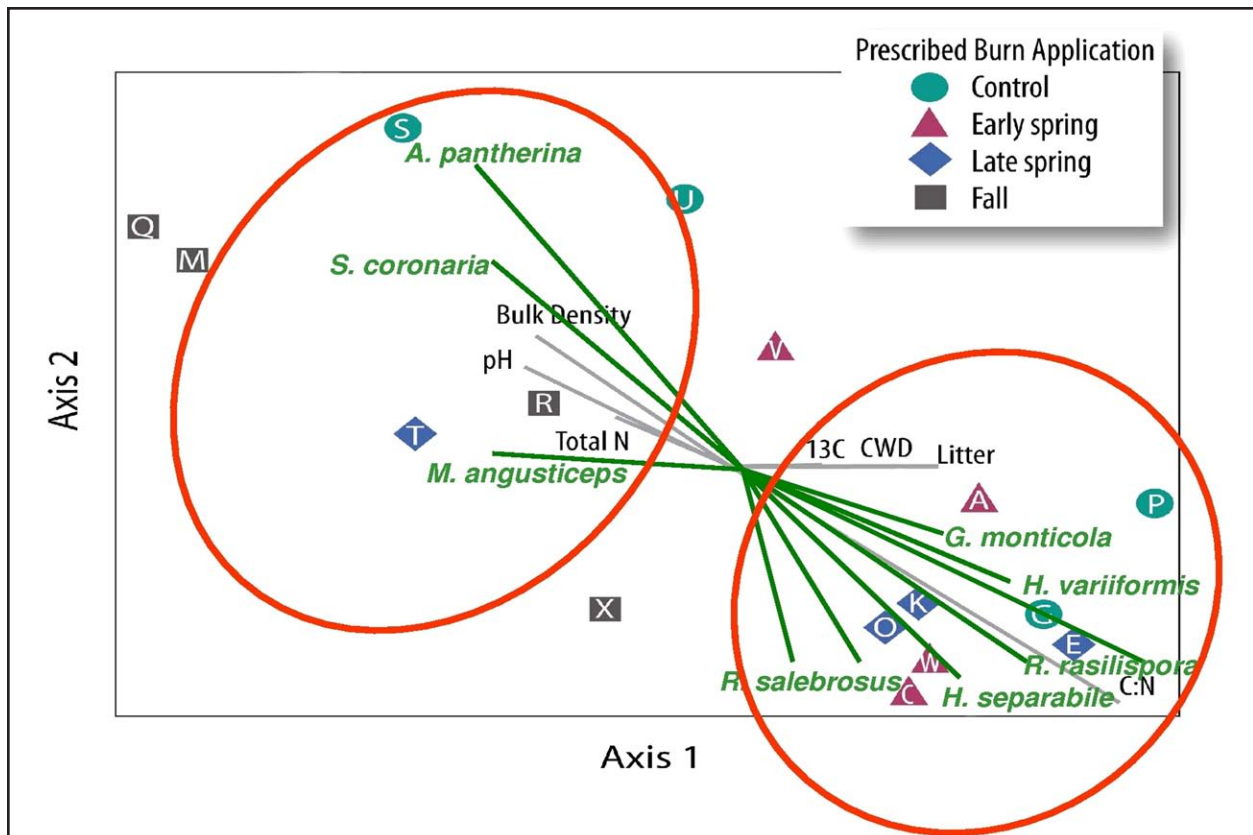 Prescribed Burn Application
Control
Early spring
Late spring
Fall
S
A. pantherina
U
Q
M
S. coronaria
Bulk Density
V
pH
R
T
Total N
13C
CWD
Litter
M. angusticeps
A
P
G. monticola
H. variiformis
K
X
O
G
E
W
R. rasilispora
R. salebrosus
C
H. separabile
C:N
Axis 1
Axis 2